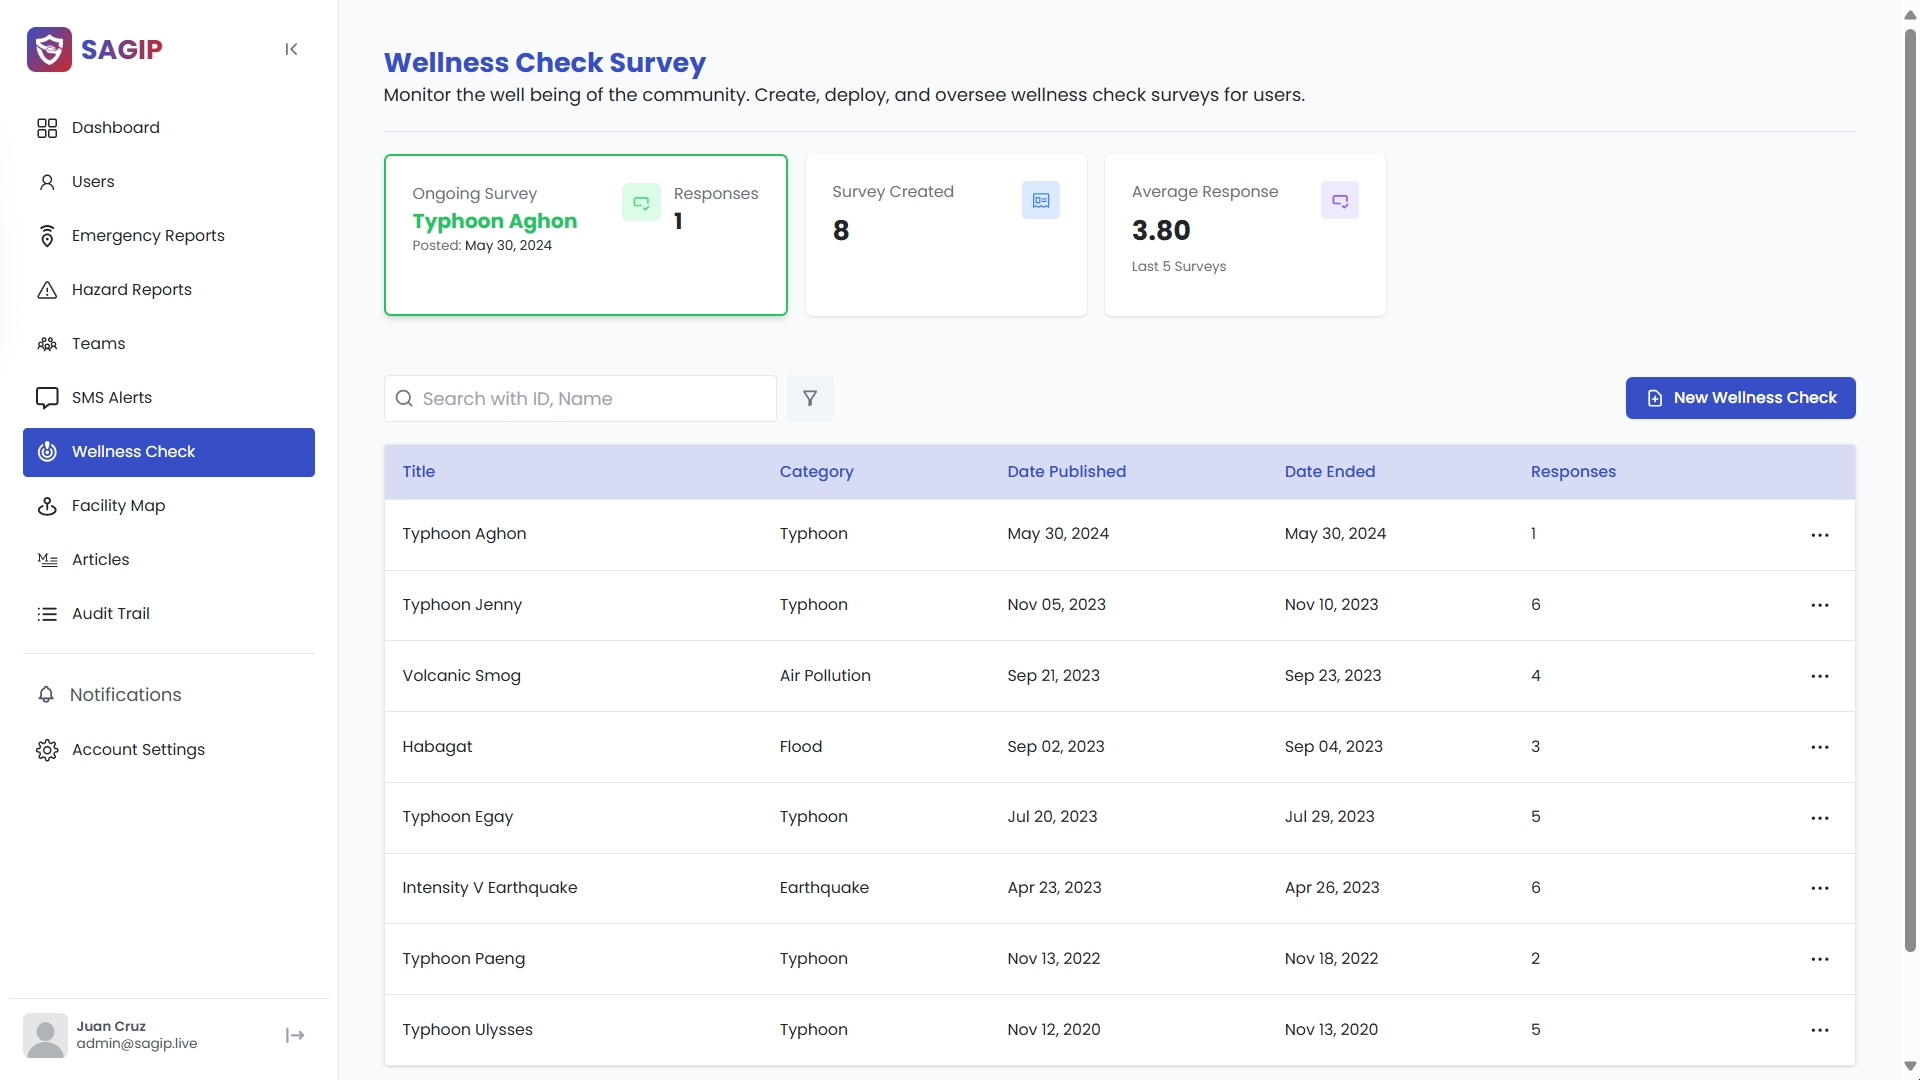 SAGIP
Dashboard
Users
Emergency Reports
Hazard Reports
Teams
SMS Alerts
Wellness Check
Facility Map
Articles
Audit Trail
Notifications
Account Settings
Juan Cruz
admin@sagip.live
Wellness Check Survey
Monitor the well being of the community. Create, deploy, and oversee wellness check surveys for users.
Ongoing Survey
Typhoon Aghon
Posted: May 30, 2024
Responses
1
Survey Created
8
Average Response
3.80
Last 5 Surveys
Search with ID, Name
New Wellness Check
Title Category Date Published Date Ended Responses
Typhoon Aghon Typhoon May 30, 2024 May 30, 2024 1
Typhoon Jenny Typhoon Nov 05, 2023 Nov 10, 2023 6
Volcanic Smog Air Pollution Sep 21, 2023 Sep 23, 2023 4
Habagat Flood Sep 02, 2023 Sep 04, 2023 3
Typhoon Egay Typhoon Jul 20, 2023 Jul 29, 2023 5
Intensity V Earthquake Earthquake Apr 23, 2023 Apr 26, 2023 6
Typhoon Paeng Typhoon Nov 13, 2022 Nov 18, 2022 2
Typhoon Ulysses Typhoon Nov 12, 2020 Nov 13, 2020 5